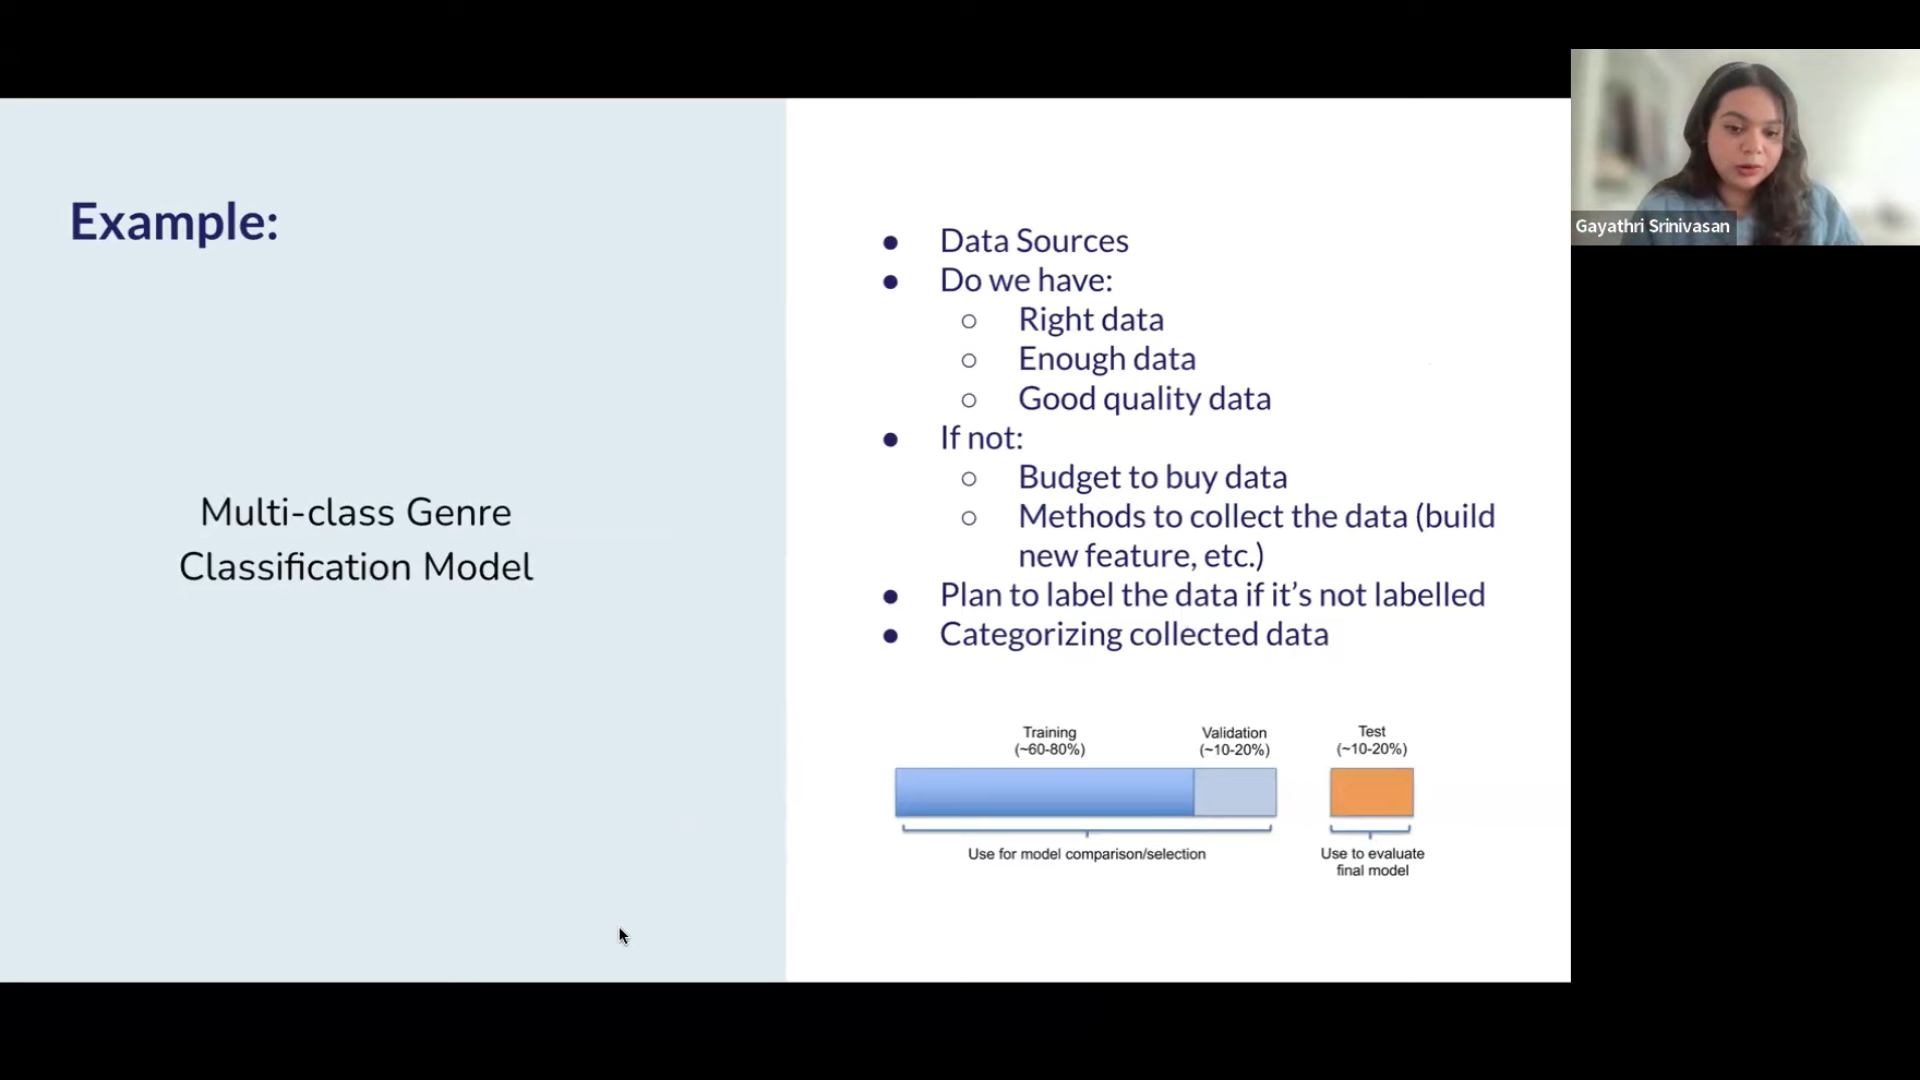 Example:
Multi-class Genre
Classification Model
● Data Sources
● Do we have:
○ Right data
○ Enough data
○ Good quality data
● If not:
○ Budget to buy data
○ Methods to collect the data (build
new feature, etc.)
● Plan to label the data if it’s not labelled
● Categorizing collected data
Training
(~60-80%)
Validation
(~10-20%)
Test
(~10-20%)
Use for model comparison/selection
Use to evaluate
final model
Gayathri Srinivasan